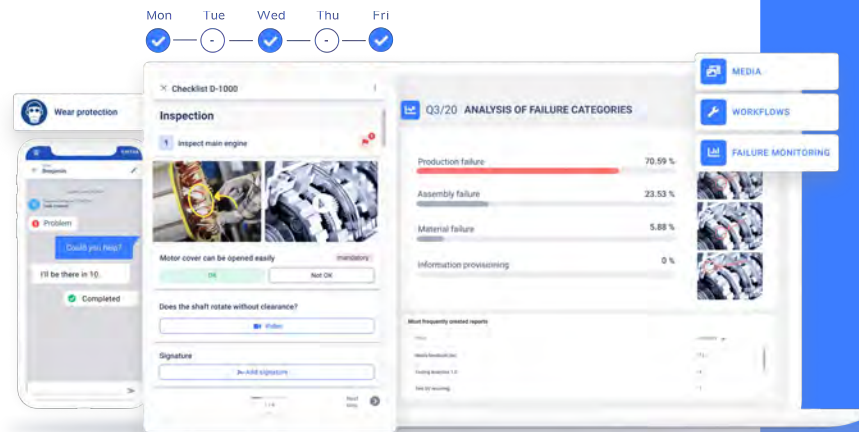 Mon Tue Wed Thu Fri
Wear protection
Problem
Could you help?
I'll be there in 10.
Completed
Checklist D-1000
Inspection
1 Inspect main engine
Motor cover can be opened easily mandatory
OK Not OK
Does the shaft rotate without clearance?
Video
Signature
Add signature
Next
Q3/20 ANALYSIS OF FAILURE CATEGORIES
Production failure 70.59 %
Assembly failure 23.53 %
Material failure 5.88 %
Information provisioning 0 %
Most frequently created reports
MEDIA
WORKFLOWS
FAILURE MONITORING